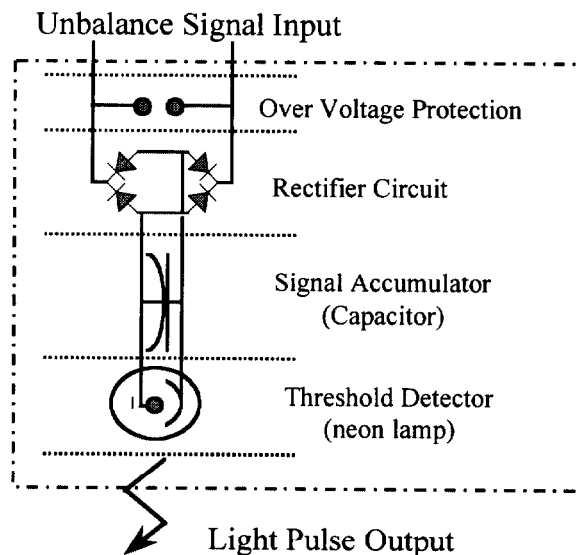 Unbalance Signal Input
Over Voltage Protection
Rectifier Circuit
Signal Accumulator
(Capacitor)
Threshold Detector
(neon lamp)
Light Pulse Output